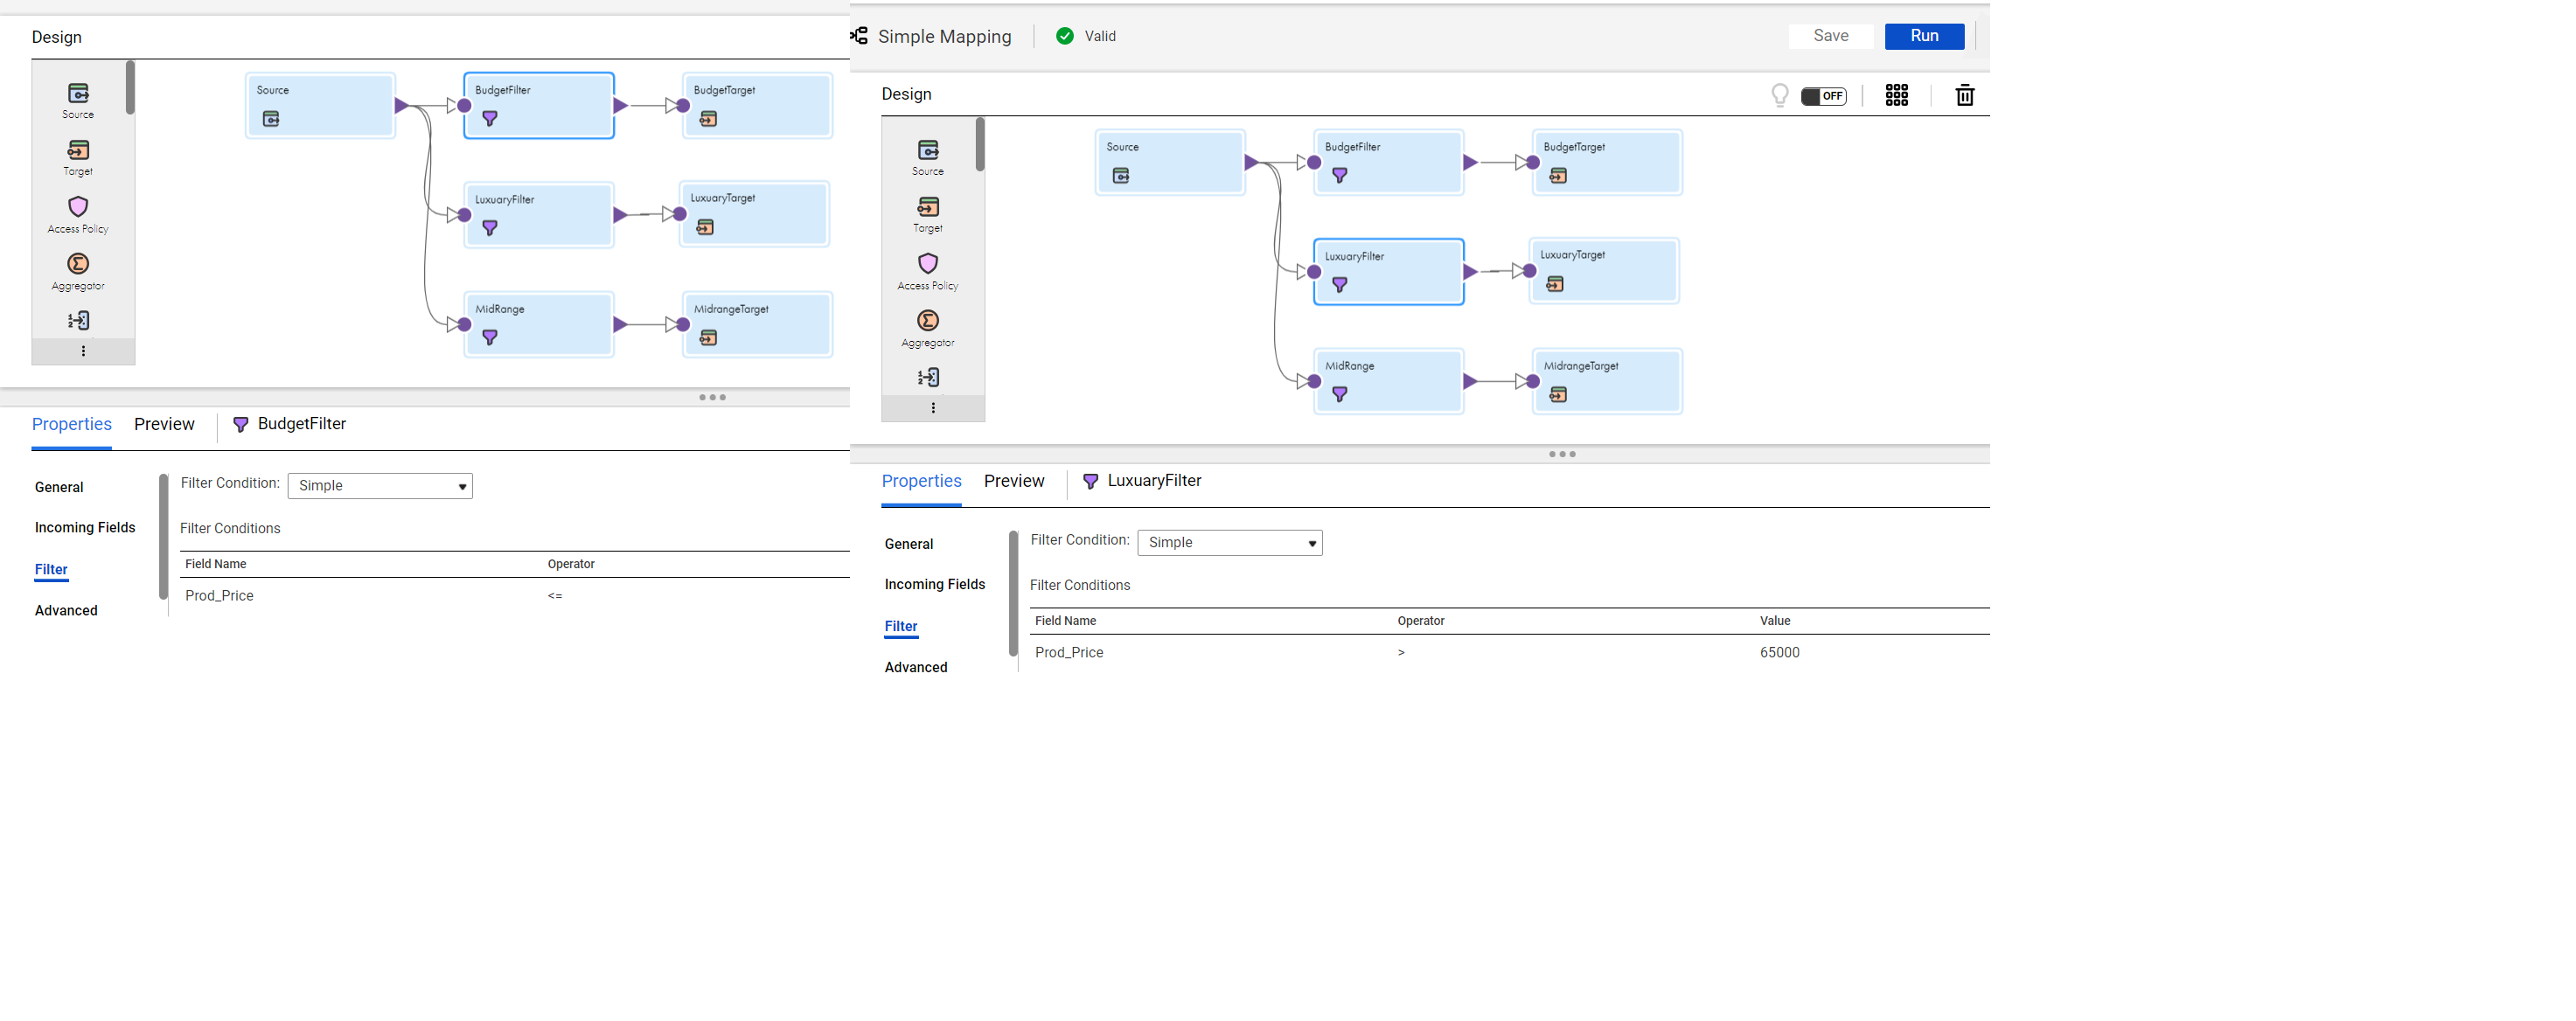 Design
Source
Target
Access Policy
Aggregator
Source
BudgetFilter
BudgetTarget
LuxuaryFilter
LuxuaryTarget
MidRange
MidrangeTarget
Properties
Preview
BudgetFilter
General
Incoming Fields
Filter
Advanced
Filter Condition:
Simple
Filter Conditions
Field Name
Operator
Prod_Price
<=
Simple Mapping
Valid
Save
Run
Design
OFF
Source
Target
Access Policy
Aggregator
Source
BudgetFilter
BudgetTarget
LuxuaryFilter
LuxuaryTarget
MidRange
MidrangeTarget
Properties
Preview
LuxuaryFilter
General
Incoming Fields
Filter
Advanced
Filter Condition:
Simple
Filter Conditions
Field Name
Operator
Value
Prod_Price
>
65000